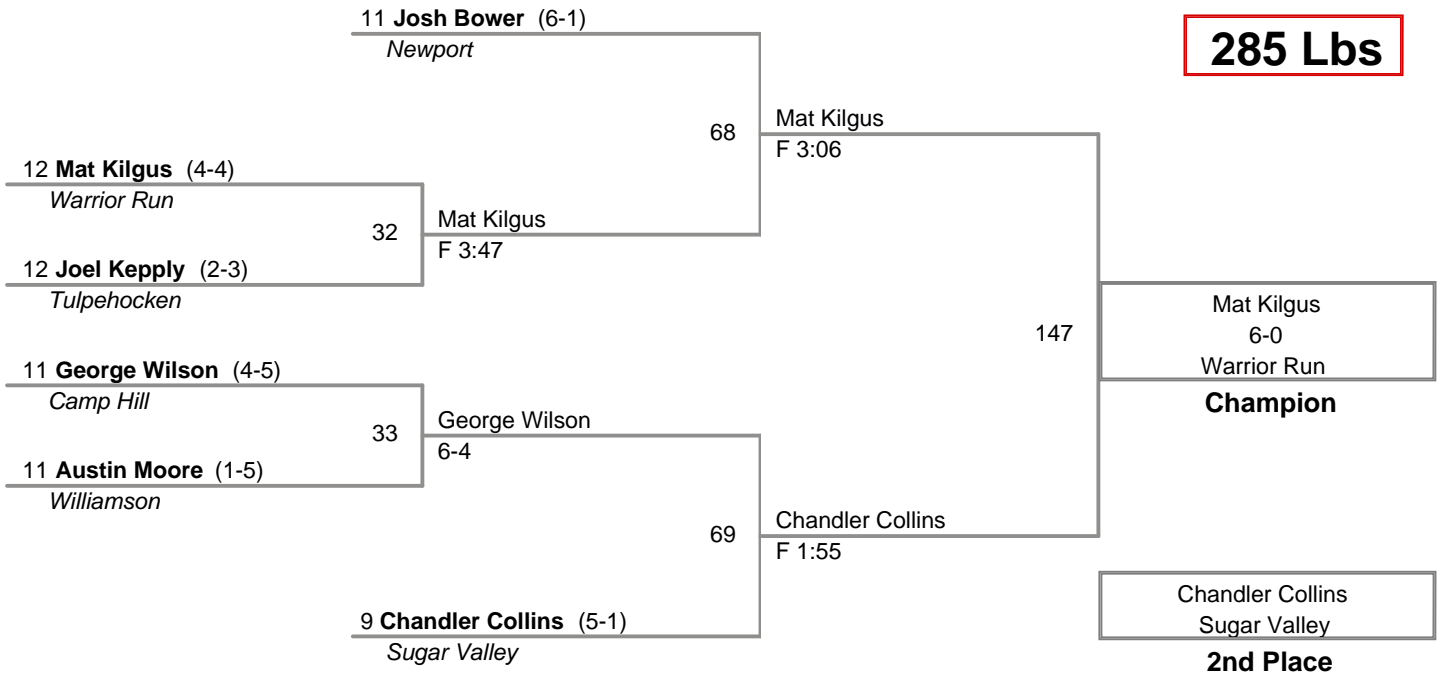 11 Josh Bower (6-1)
Newport
285 Lbs
68
Mat Kilgus
F 3:06
12 Mat Kilgus (4-4)
Warrior Run
32
Mat Kilgus
F 3:47
12 Joel Kepply (2-3)
Tulpehocken
147
Mat Kilgus
6-0
Warrior Run
Champion
11 George Wilson (4-5)
Camp Hill
33
George Wilson
6-4
11 Austin Moore (1-5)
Williamson
69
Chandler Collins
F 1:55
9 Chandler Collins (5-1)
Sugar Valley
Chandler Collins
Sugar Valley
2nd Place